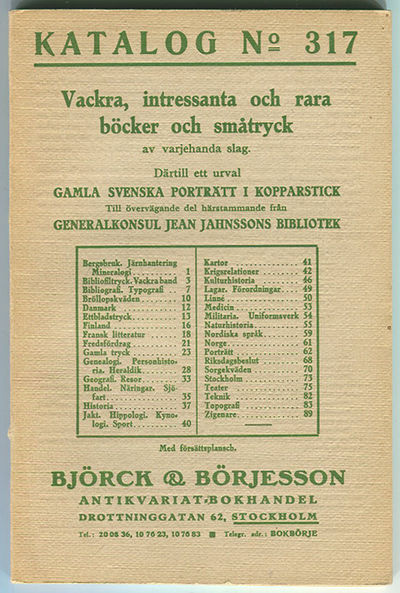 KATALOG No 317
Vackra, intressanta och rara
böcker och småtryck
av varjehanda slag.
Därtill ett urval
GAMLA SVENSKA PORTRÄTT I KOPPARSTICK
Till övervägande del härstammande från
GENERALKONSUL JEAN JAHNSSONS BIBLIOTEK
Bergsbruk. Järnhantering
Mineralogi.......... 1
Bibliofiltryck. Vackra band 3
Bibliografi. Typografi .... 7
Bröllopskväden.......... 10
Danmark .............. 12
Ettbladstryck........... 13
Finland ............... 16
Fransk litteratur ........ 18
Fredsfördrag ........... 21
Gamla tryck ........... 23
Genealogi. Personhisto-
ria. Heraldik......... 28
Geografi. Resor ........ 33
Handel. Näringar. Sjö-
fart ................ 35
Historia ............... 37
Jakt. Hippologi. Kyno-
logi. Sport .......... 40
Kartor ................ 41
Krigsrelationer ......... 42
Kulturhistoria .......... 46
Lagar. Förordningar..... 49
Linné ................. 50
Medicin ............... 53
Militaria. Uniformsverk 54
Naturhistoria ........... 55
Nordiska språk ......... 59
Norge................. 61
Porträtt ............... 62
Riksdagsbeslut ......... 68
Sorgekväden ........... 70
Stockholm ............. 73
Teater ................ 75
Teknik ................ 82
Topografi .............. 83
Zigenare............... 89
Med försättsplansch.
BJÖRCK & BÖRJESSON
ANTIKVARIAT-BOKHANDEL
DROTTNINGGATAN 62, STOCKHOLM
Tel.: 20 08 36, 10 76 23, 10 76 83 ■ Telegr. adr.: BOKBÖRJE